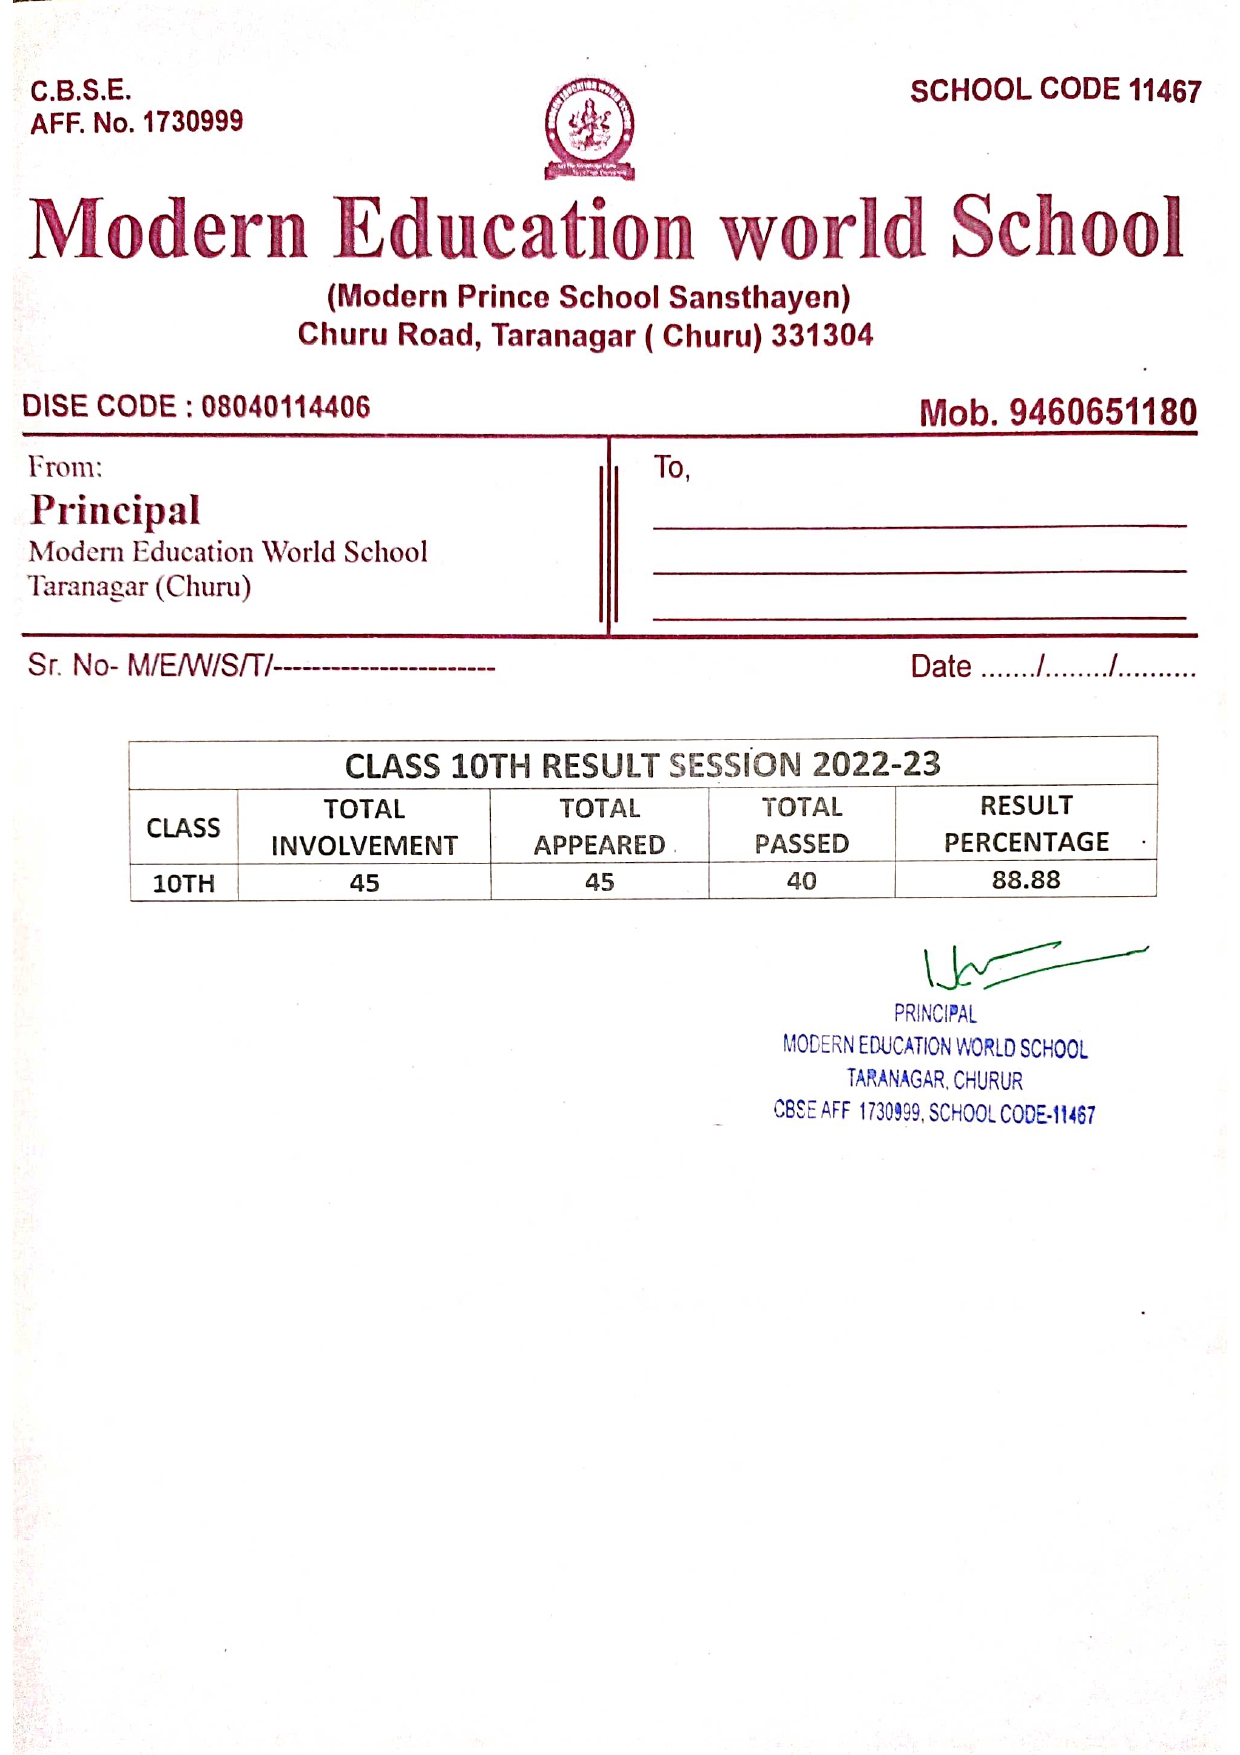 C.B.S.E.
AFF. No. 1730999
SCHOOL CODE 11467
Modern Education world School
(Modern Prince School Sansthayen)
Churu Road, Taranagar ( Churu) 331304
DISE CODE : 08040114406
Mob. 9460651180
From:
Principal
Modern Education World School
Taranagar (Churu)
To,
Sr. No- M/E/W/S/T/-----------------------
Date ......./......../..........
CLASS 10TH RESULT SESSION 2022-23
CLASS
TOTAL INVOLVEMENT
TOTAL APPEARED
TOTAL PASSED
RESULT PERCENTAGE
10TH 45 45 40 88.88
PRINCIPAL
MODERN EDUCATION WORLD SCHOOL
TARANAGAR, CHURUR
CBSE AFF 1730999, SCHOOL CODE-11467